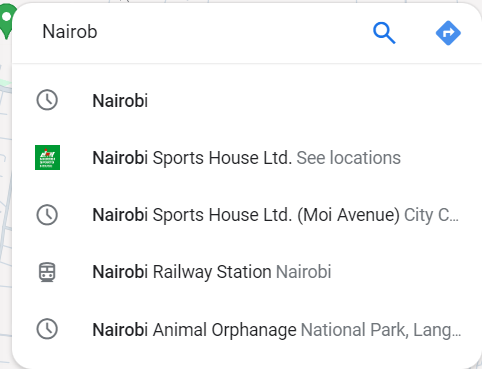 Nairob
Nairobi
Nairobi Sports House Ltd. See locations
Nairobi Sports House Ltd. (Moi Avenue) City C...
Nairobi Railway Station Nairobi
Nairobi Animal Orphanage National Park, Lang...